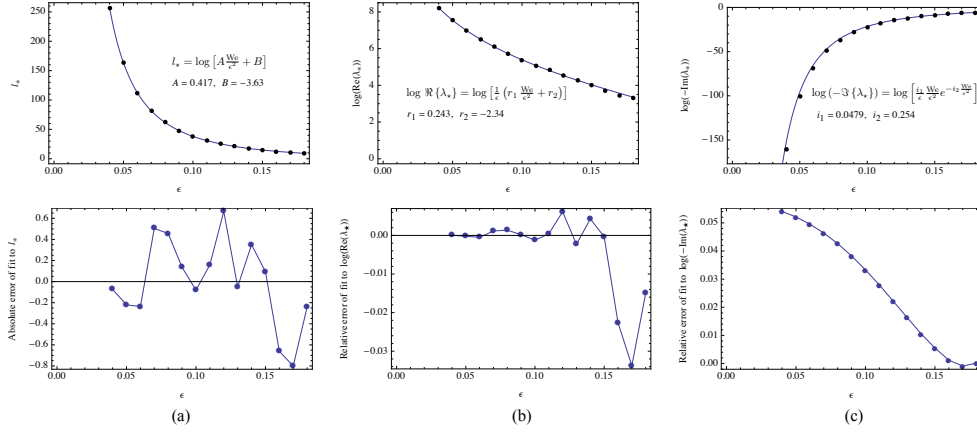 250
200
150
100
50
0
0.00
0.05
0.10
0.15
l⋆
ϵ
l⋆ = log [A We/ϵ² + B]
A = 0.417, B = −3.63
8
6
4
2
0
0.00
0.05
0.10
0.15
log(Re(λ⋆))
ϵ
log ℜ {λ⋆} = log [1/ϵ (r₁ We/ϵ² + r₂)]
r₁ = 0.243, r₂ = −2.34
0
−50
−100
−150
0.00
0.05
0.10
0.15
log(−Im(λ⋆))
ϵ
log (−ℑ {λ⋆}) = log [i₁/ϵ We/ϵ² e^{−i₂ We/ϵ²}]
i₁ = 0.0479, i₂ = 0.254
0.6
0.4
0.2
0.0
−0.2
−0.4
−0.6
−0.8
0.00
0.05
0.10
0.15
Absolute error of fit to l⋆
ϵ
(a)
0.00
−0.01
−0.02
−0.03
0.00
0.05
0.10
0.15
Relative error of fit to log(Re(λ⋆))
ϵ
(b)
0.05
0.04
0.03
0.02
0.01
0.00
0.00
0.05
0.10
0.15
Relative error of fit to log(−Im(λ⋆))
ϵ
(c)